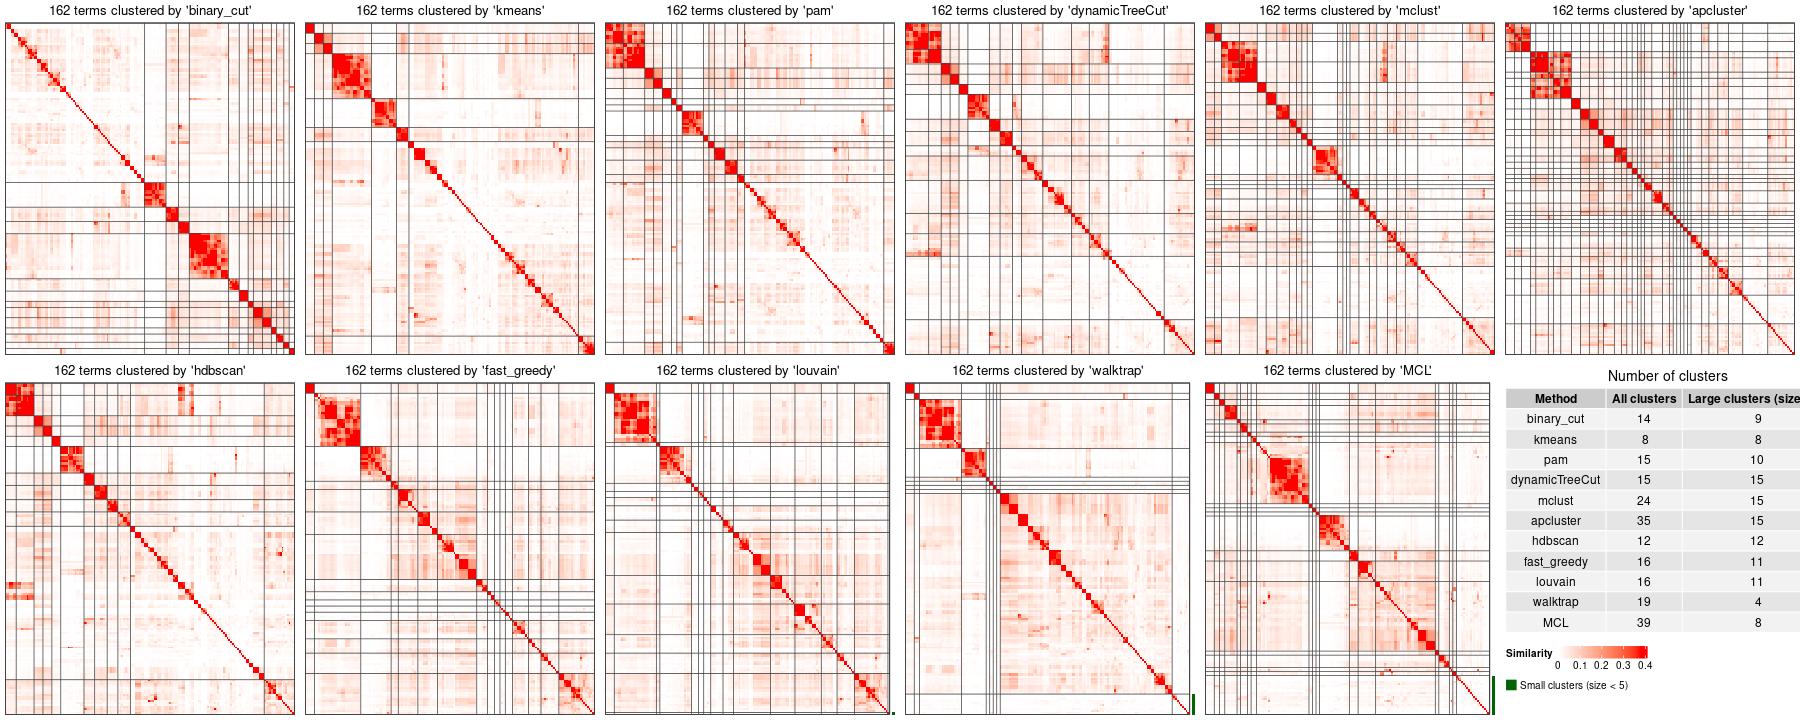 162 terms clustered by 'binary_cut'
162 terms clustered by 'kmeans'
162 terms clustered by 'pam'
162 terms clustered by 'dynamicTreeCut'
162 terms clustered by 'mclust'
162 terms clustered by 'apcluster'
162 terms clustered by 'hdbscan'
162 terms clustered by 'fast_greedy'
162 terms clustered by 'louvain'
162 terms clustered by 'walktrap'
162 terms clustered by 'MCL'
Number of clusters
Method All clusters Large clusters (size
binary_cut 14 9
kmeans 8 8
pam 15 10
dynamicTreeCut 15 15
mclust 24 15
apcluster 35 15
hdbscan 12 12
fast_greedy 16 11
louvain 16 11
walktrap 19 4
MCL 39 8
Similarity
0 0.1 0.2 0.3 0.4
Small clusters (size < 5)